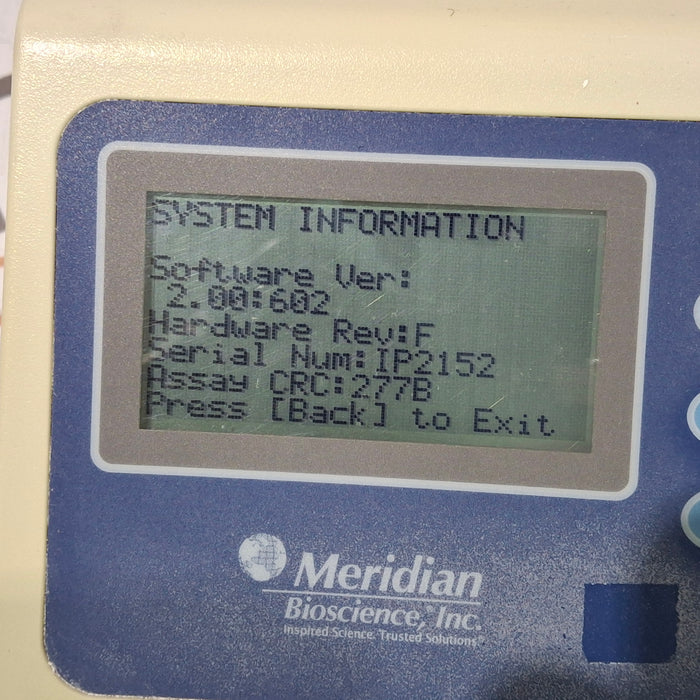 SYSTEM INFORMATION
Software Ver:
2.00:602
Hardware Rev:F
Serial Num:IP2152
Assay CRC:277B
Press [Back] to Exit
Meridian
Bioscience, Inc.
Inspired Science. Trusted Solutions.